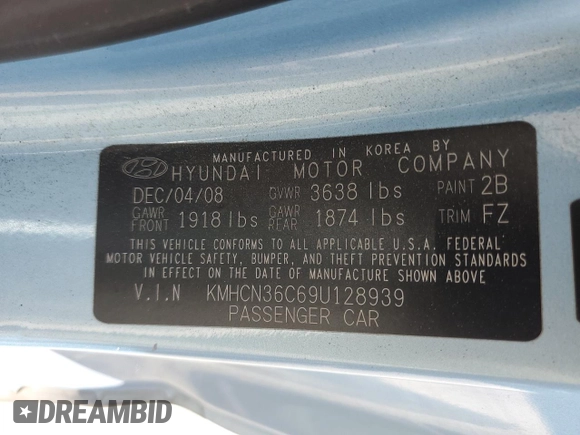 MANUFACTURED IN KOREA BY
HYUNDAI MOTOR COMPANY
DEC/04/08 GVWR 3638 lbs PAINT 2B
GAWR FRONT 1918 lbs GAWR REAR 1874 lbs TRIM FZ
THIS VEHICLE CONFORMS TO ALL APPLICABLE U.S.A. FEDERAL
MOTOR VEHICLE SAFETY, BUMPER, AND THEFT PREVENTION STANDARDS
IN EFFECT ON THE DATE OF MANUFACTURE SHOWN ABOVE
V.I.N KMHCN36C69U128939
PASSENGER CAR
DREAMBID